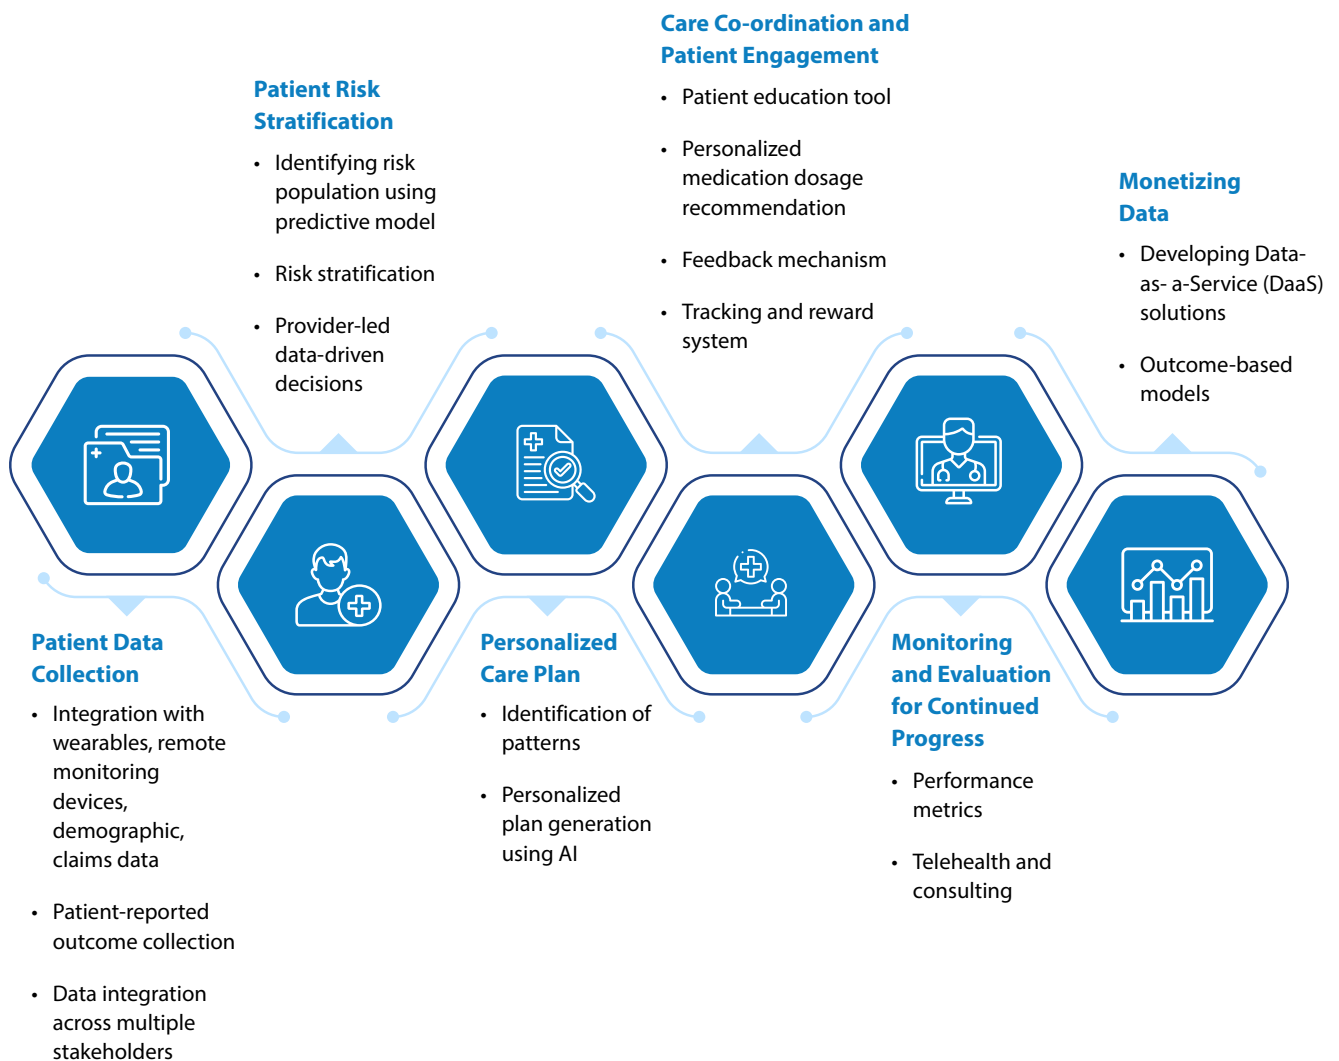 Patient Data
Collection
• Integration with
wearables, remote
monitoring
devices,
demographic,
claims data
• Patient-reported
outcome collection
• Data integration
across multiple
stakeholders
Patient Risk
Stratification
• Identifying risk
population using
predictive model
• Risk stratification
• Provider-led
data-driven
decisions
Personalized
Care Plan
• Identification of
patterns
• Personalized
plan generation
using AI
Care Co-ordination and
Patient Engagement
• Patient education tool
• Personalized
medication dosage
recommendation
• Feedback mechanism
• Tracking and reward
system
Monitoring
and Evaluation
for Continued
Progress
• Performance
metrics
• Telehealth and
consulting
Monetizing
Data
• Developing Data-
as- a-Service (DaaS)
solutions
• Outcome-based
models